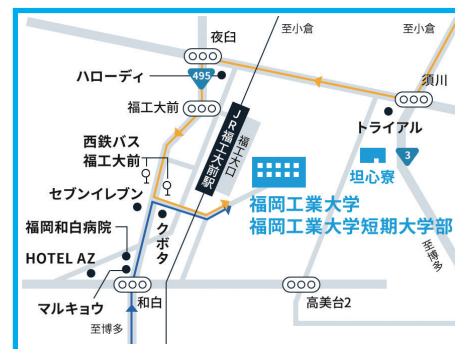 至小倉
至小倉
夜臼
ハローディ
495
須川
福工大前
トライアル
JR福工大前駅
福工大口
西鉄バス
福工大前
3
坦心寮
セブンイレブン
福岡工業大学
福岡工業大学短期大学部
クボタ
福岡和白病院
至博多
HOTEL AZ
マルキョウ
和白
高美台2
至博多